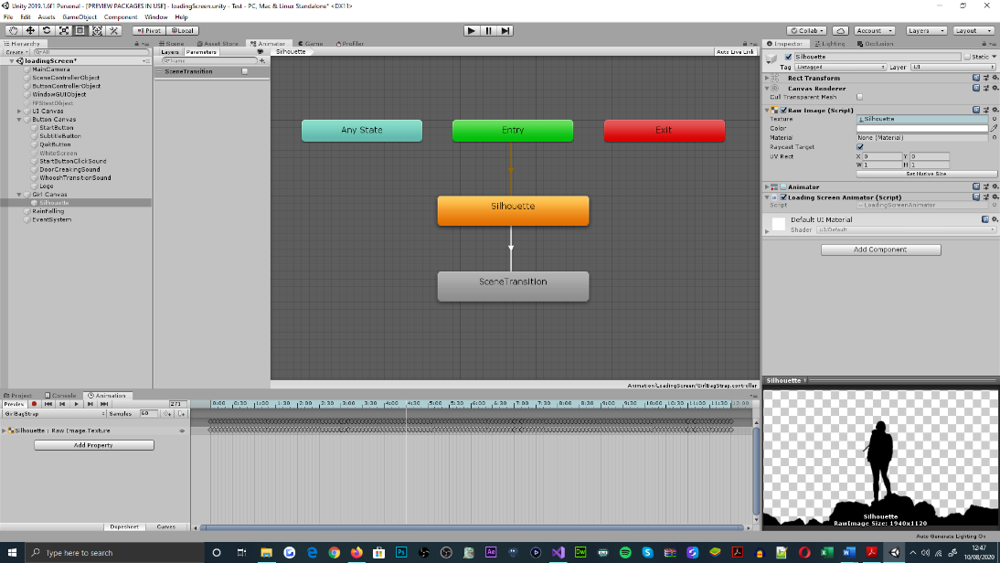 Unity 2019.1.6f1 Personal - [PREVIEW PACKAGES IN USE] - loadingScreen.unity - Test - PC, Mac & Linux Standalone* <DX11>
File Edit Assets GameObject Component Window Help
Pivot Local Collab Account Layers Layout
Hierarchy Scene Asset Store Animator Game Profiler Inspector Lighting Occlusion
Create All Layers Parameters Silhouette Auto Live Link Silhouette Static
Name
loadingScreen*
MainCamera
SceneControllerObject
ButtonControllerObject
WindowGUIObject
FPStestObject
UI Canvas
Button Canvas
StartButton
SubtitleButton
QuitButton
WhiteScreen
StartButtonClickSound
DoorCreakingSound
WhooshTransitionSound
Logo
Girl Canvas
Silhouette
RainFalling
EventSystem
SceneTransition
Any State Entry Exit
Silhouette
SceneTransition
Animation/LoadingScreen/GirlBagStrap.controller
Tag Untagged Layer UI
Rect Transform
Canvas Renderer
Cull Transparent Mesh
Raw Image (Script)
Texture Silhouette
Color
Material None (Material)
Raycast Target
UV Rect X 0 Y 0
W 1 H 1
Set Native Size
Animator
Loading Screen Animator (Script)
Script LoadingScreenAnimator
Default UI Material
Shader UI/Default
Add Component
Project Console Animation
Preview 271
0:00 0:30 1:00 1:30 2:00 2:30 3:00 3:30 4:00 4:30 5:00 5:30 6:00 6:30 7:00 7:30 8:00 8:30 9:00 9:30 10:00 10:30 11:00 11:30 12:00
GirlBagStrap Samples 60
Silhouette : Raw Image.Texture
Add Property
Dopesheet Curves
Silhouette
Silhouette
RawImage Size: 1940x1120
Auto Generate Lighting On
Type here to search
12:47
10/08/2020